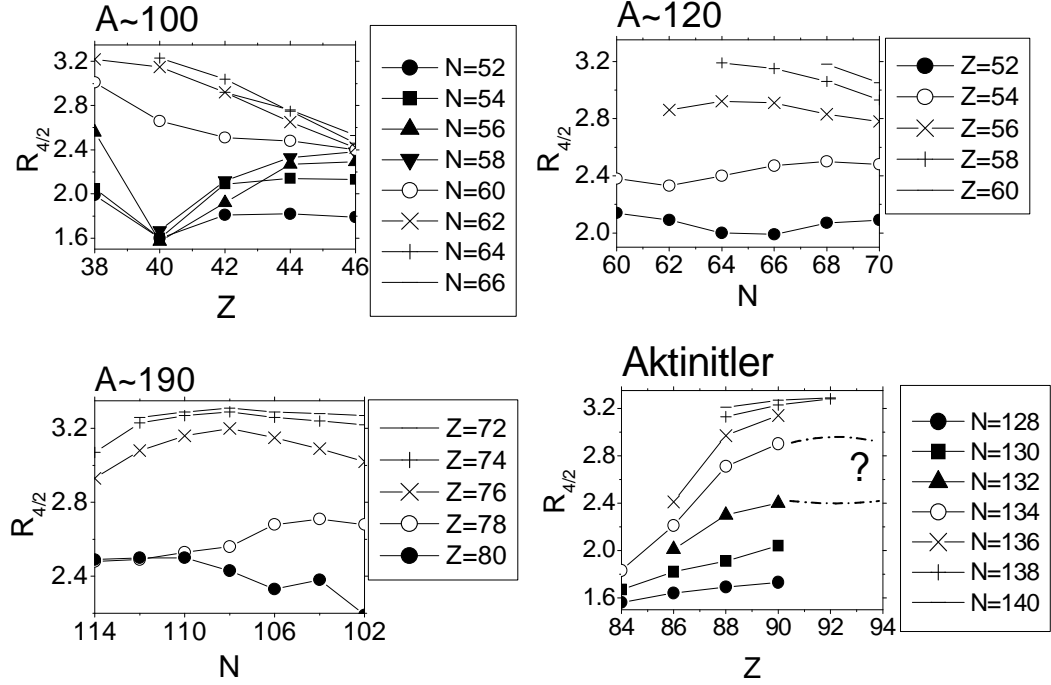 A~100
R4/2
3.2
2.8
2.4
2.0
1.6
38 40 42 44 46
Z
N=52
N=54
N=56
N=58
N=60
N=62
N=64
N=66
A~120
R4/2
3.2
2.8
2.4
2.0
60 62 64 66 68 70
N
Z=52
Z=54
Z=56
Z=58
Z=60
A~190
R4/2
3.2
2.8
2.4
114 110 106 102
N
Z=72
Z=74
Z=76
Z=78
Z=80
Aktinitler
R4/2
3.2
2.8
2.4
2.0
1.6
84 86 88 90 92 94
Z
?
N=128
N=130
N=132
N=134
N=136
N=138
N=140